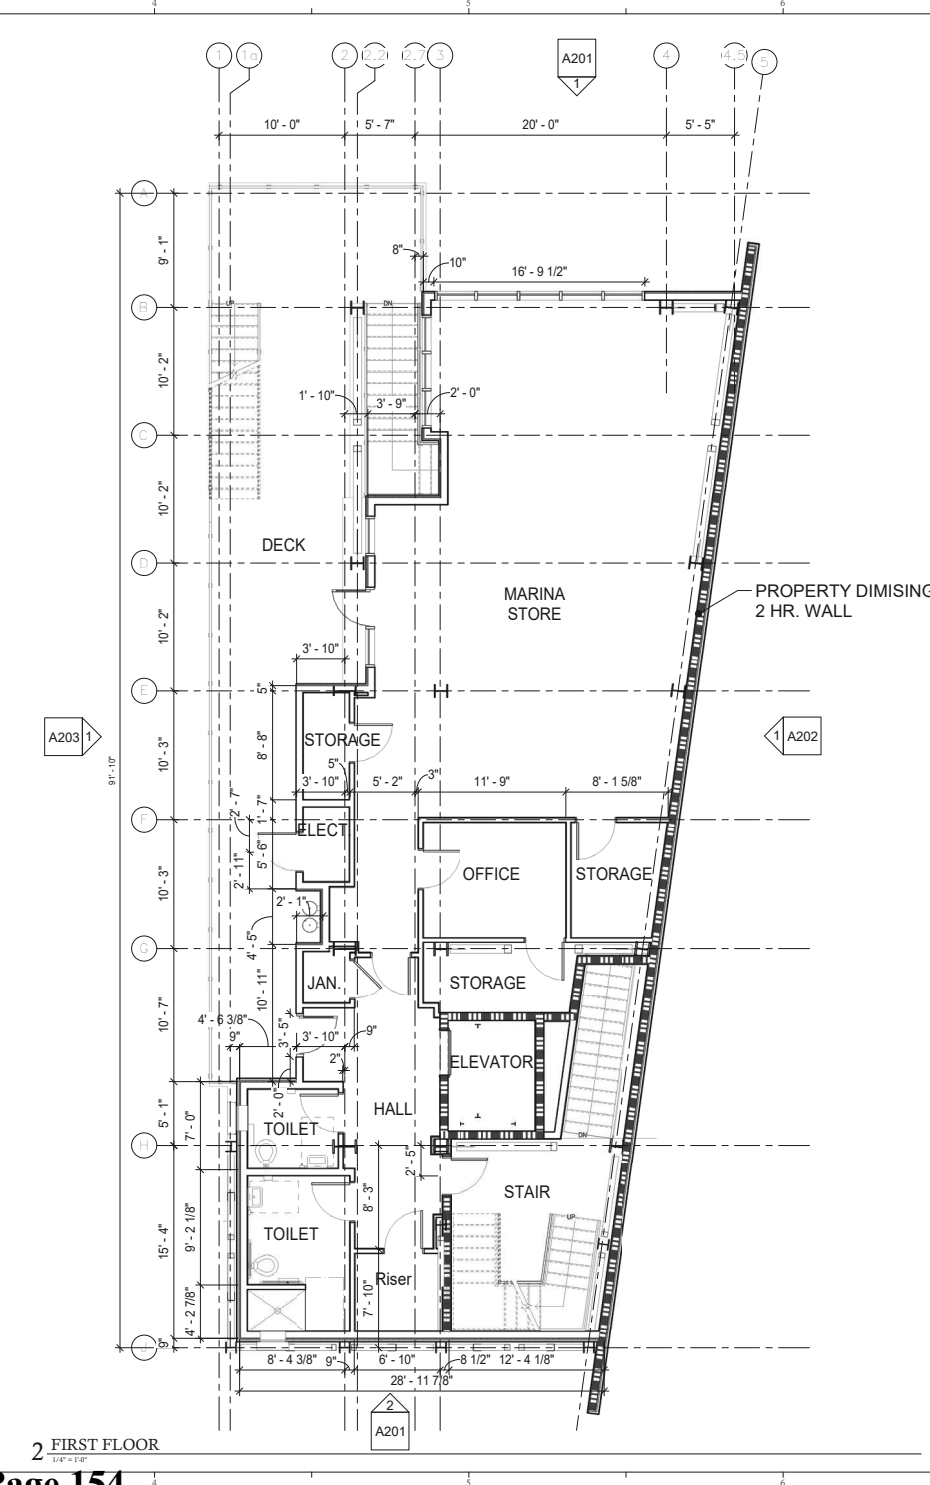 4 5 6
1 1a 2 2.2 2.7 3 4 4.5 5
A201
1
10' - 0" 5' - 7" 20' - 0" 5' - 5"
A
9' - 1"
8"
10"
16' - 9 1/2"
UP
DN
B
10' - 2"
1' - 10"
3' - 9"
2' - 0"
C
10' - 2"
DECK
D
MARINA
STORE
PROPERTY DIMISING
2 HR. WALL
10' - 2"
3' - 10"
E
5"
A203 1
1 A202
91' - 10"
10' - 3"
8' - 8"
STORAGE
5"
3' - 10" 5' - 2" 3" 11' - 9" 8' - 1 5/8"
2' - 7"
1' - 7"
F
ELECT.
5' - 6"
2' - 11"
OFFICE
STORAGE
10' - 3"
2' - 1"
4' - 5"
G
10' - 11"
JAN.
STORAGE
10' - 7"
4' - 6 3/8"
9"
3' - 5"
3' - 10"
9"
2"
ELEVATOR
2' - 0"
HALL
5' - 1"
7' - 0"
TOILET
DN
H
2' - 5"
8' - 3"
STAIR
UP
15' - 4"
9' - 2 1/8"
TOILET
Riser
7' - 10"
4' - 2 7/8"
9"
J
8' - 4 3/8" 9" 6' - 10" 8 1/2" 12' - 4 1/8"
28' - 11 7/8"
2
A201
2 FIRST FLOOR
1/4" = 1'-0"
Page 154
4 5 6